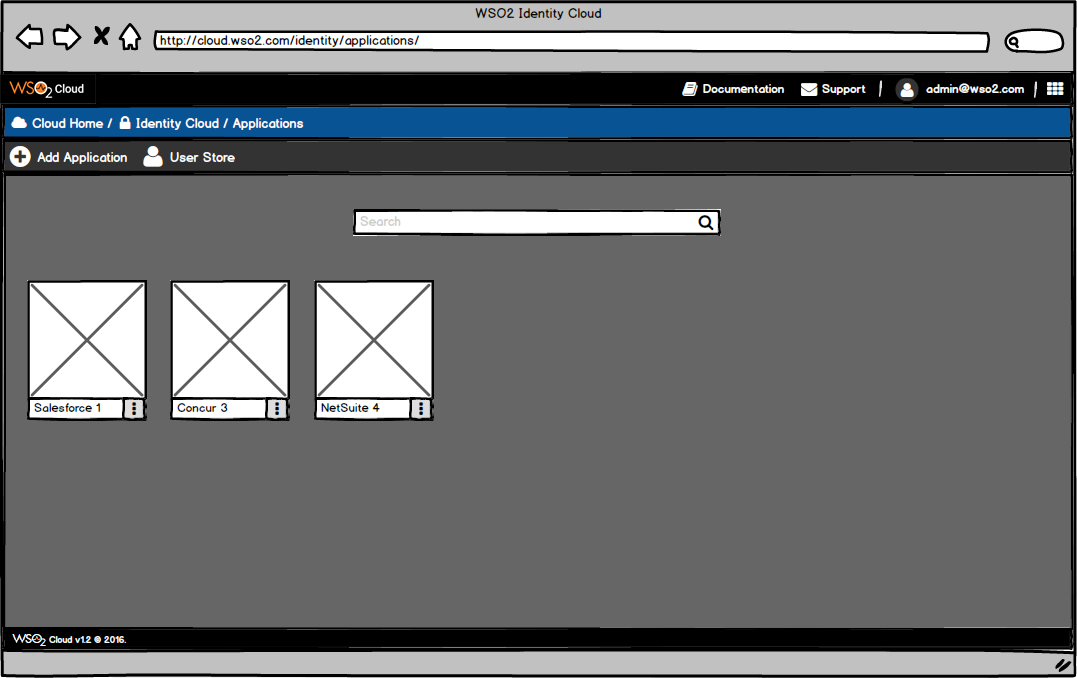 WSO2 Identity Cloud
http://cloud.wso2.com/identity/applications/
WSO2 Cloud Documentation Support | admin@wso2.com |
Cloud Home / Identity Cloud / Applications
Add Application User Store
Search
Salesforce 1 Concur 3 NetSuite 4
WSO2 Cloud v1.2 © 2016.